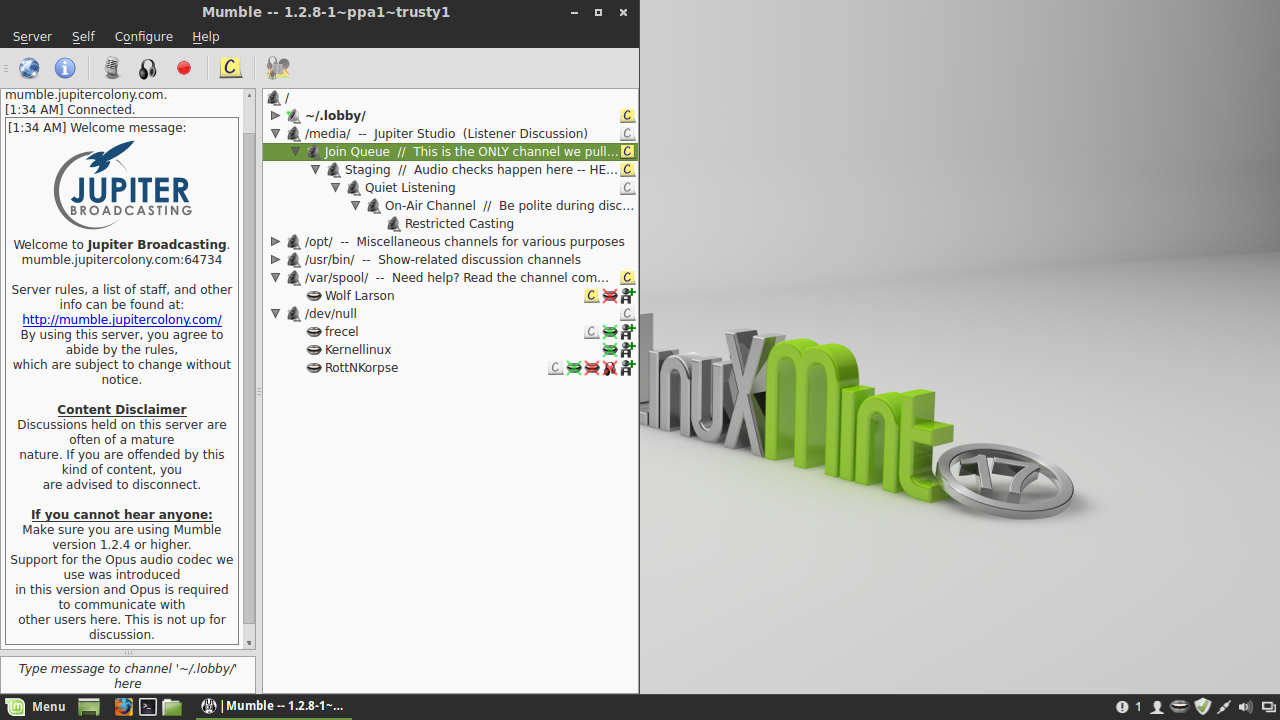 Mumble -- 1.2.8-1~ppa1~trusty1
Server Self Configure Help
C
mumble.jupitercolony.com.
[1:34 AM] Connected.
[1:34 AM] Welcome message:
JUPITER
BROADCASTING
Welcome to Jupiter Broadcasting.
mumble.jupitercolony.com:64734
Server rules, a list of staff, and other
info can be found at:
http://mumble.jupitercolony.com/
By using this server, you agree to
abide by the rules,
which are subject to change without
notice.
Content Disclaimer
Discussions held on this server are
often of a mature
nature. If you are offended by this
kind of content, you
are advised to disconnect.
If you cannot hear anyone:
Make sure you are using Mumble
version 1.2.4 or higher.
Support for the Opus audio codec we
use was introduced
in this version and Opus is required
to communicate with
other users here. This is not up for
discussion.
Type message to channel '~/.lobby/'
here
/
~/.lobby/ C
/media/ -- Jupiter Studio (Listener Discussion) C
Join Queue // This is the ONLY channel we pull... C
Staging // Audio checks happen here -- HE... C
Quiet Listening C
On-Air Channel // Be polite during disc...
Restricted Casting
/opt/ -- Miscellaneous channels for various purposes
/usr/bin/ -- Show-related discussion channels
/var/spool/ -- Need help? Read the channel com... C
Wolf Larson C
/dev/null C
frecel C
Kernellinux
RottNKorpse C
LinuxMint 17
Menu Mumble -- 1.2.8-1~... 1